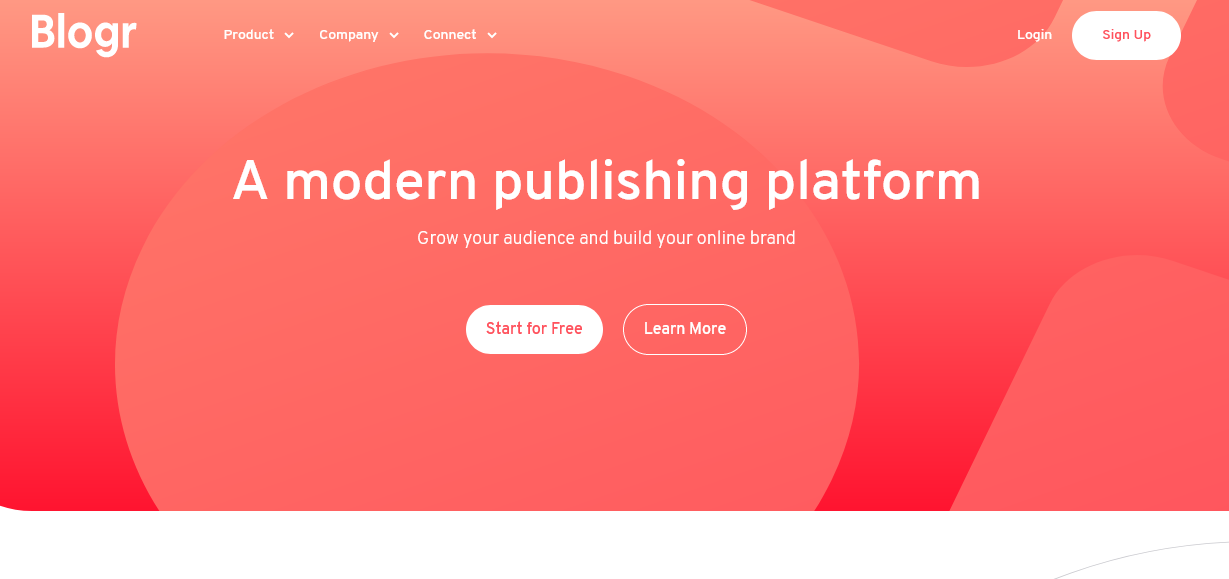 Blogr Product Company Connect Login Sign Up
A modern publishing platform
Grow your audience and build your online brand
Start for Free Learn More